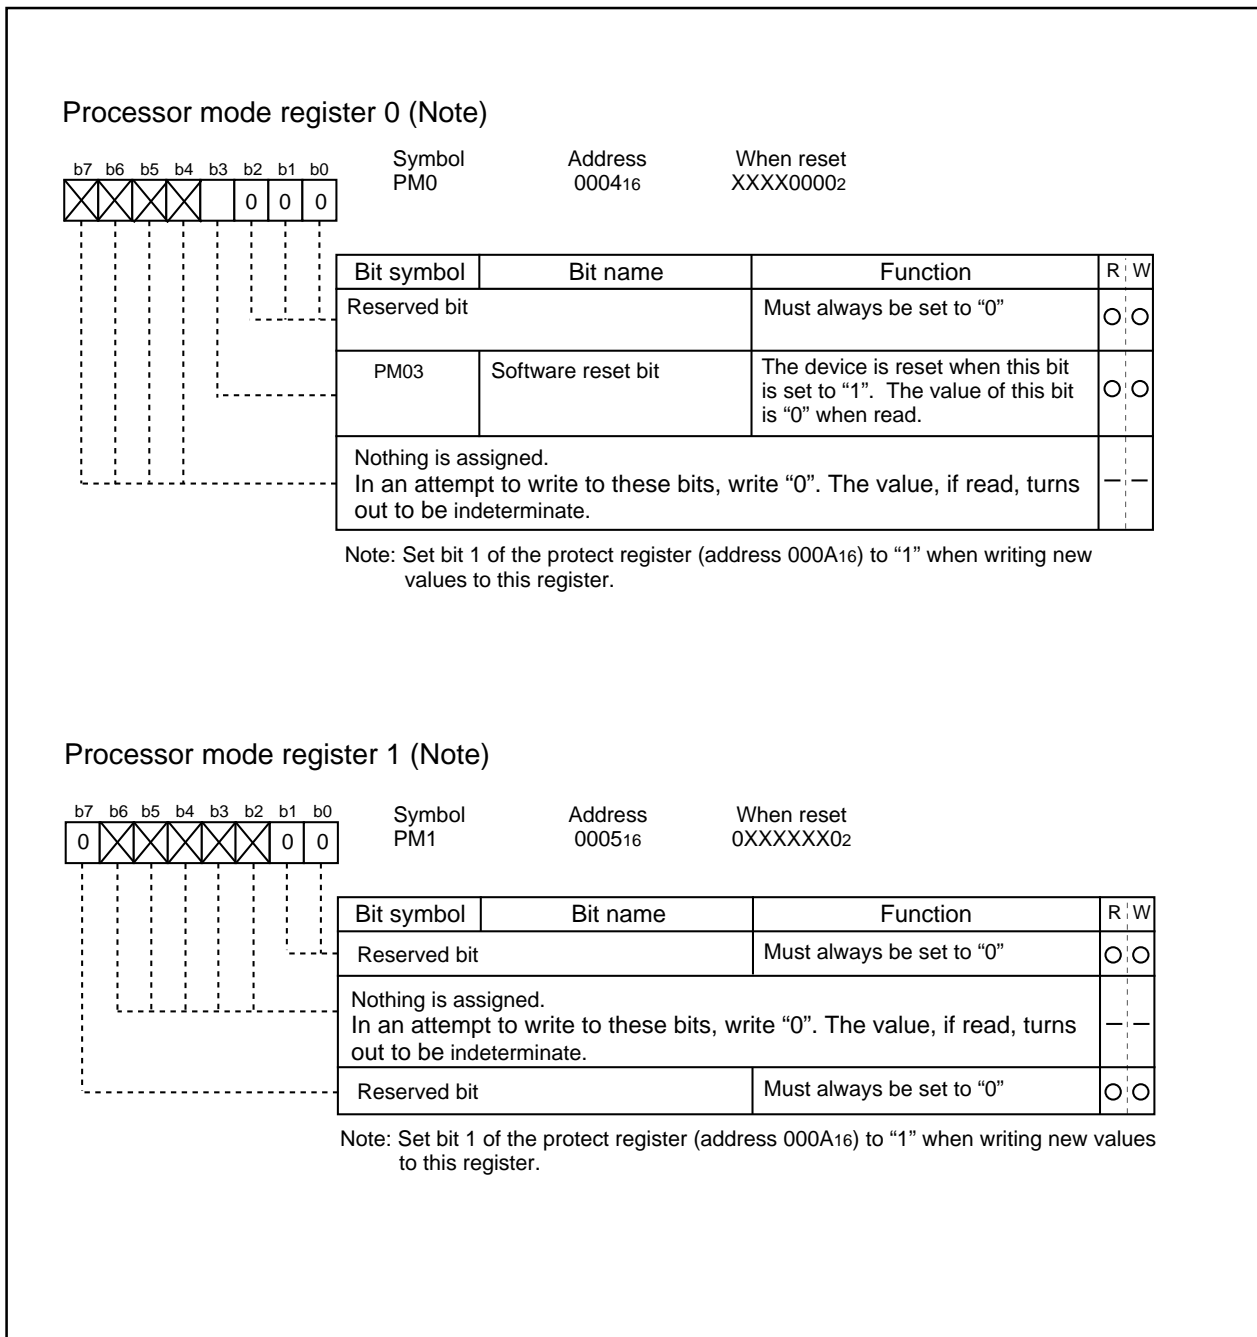 Processor mode register 0 (Note)
b7 b6 b5 b4 b3 b2 b1 b0
0 0 0
Symbol Address When reset
PM0 000416 XXXX00002
Bit symbol Bit name Function R W
Reserved bit Must always be set to “0”
PM03 Software reset bit The device is reset when this bit
is set to “1”. The value of this bit
is “0” when read.
Nothing is assigned.
In an attempt to write to these bits, write “0”. The value, if read, turns
out to be indeterminate.
Note: Set bit 1 of the protect register (address 000A16) to “1” when writing new
values to this register.
Processor mode register 1 (Note)
b7 b6 b5 b4 b3 b2 b1 b0
0 0 0
Symbol Address When reset
PM1 000516 0XXXXXX02
Bit symbol Bit name Function R W
Reserved bit Must always be set to “0”
Nothing is assigned.
In an attempt to write to these bits, write “0”. The value, if read, turns
out to be indeterminate.
Reserved bit Must always be set to “0”
Note: Set bit 1 of the protect register (address 000A16) to “1” when writing new values
to this register.